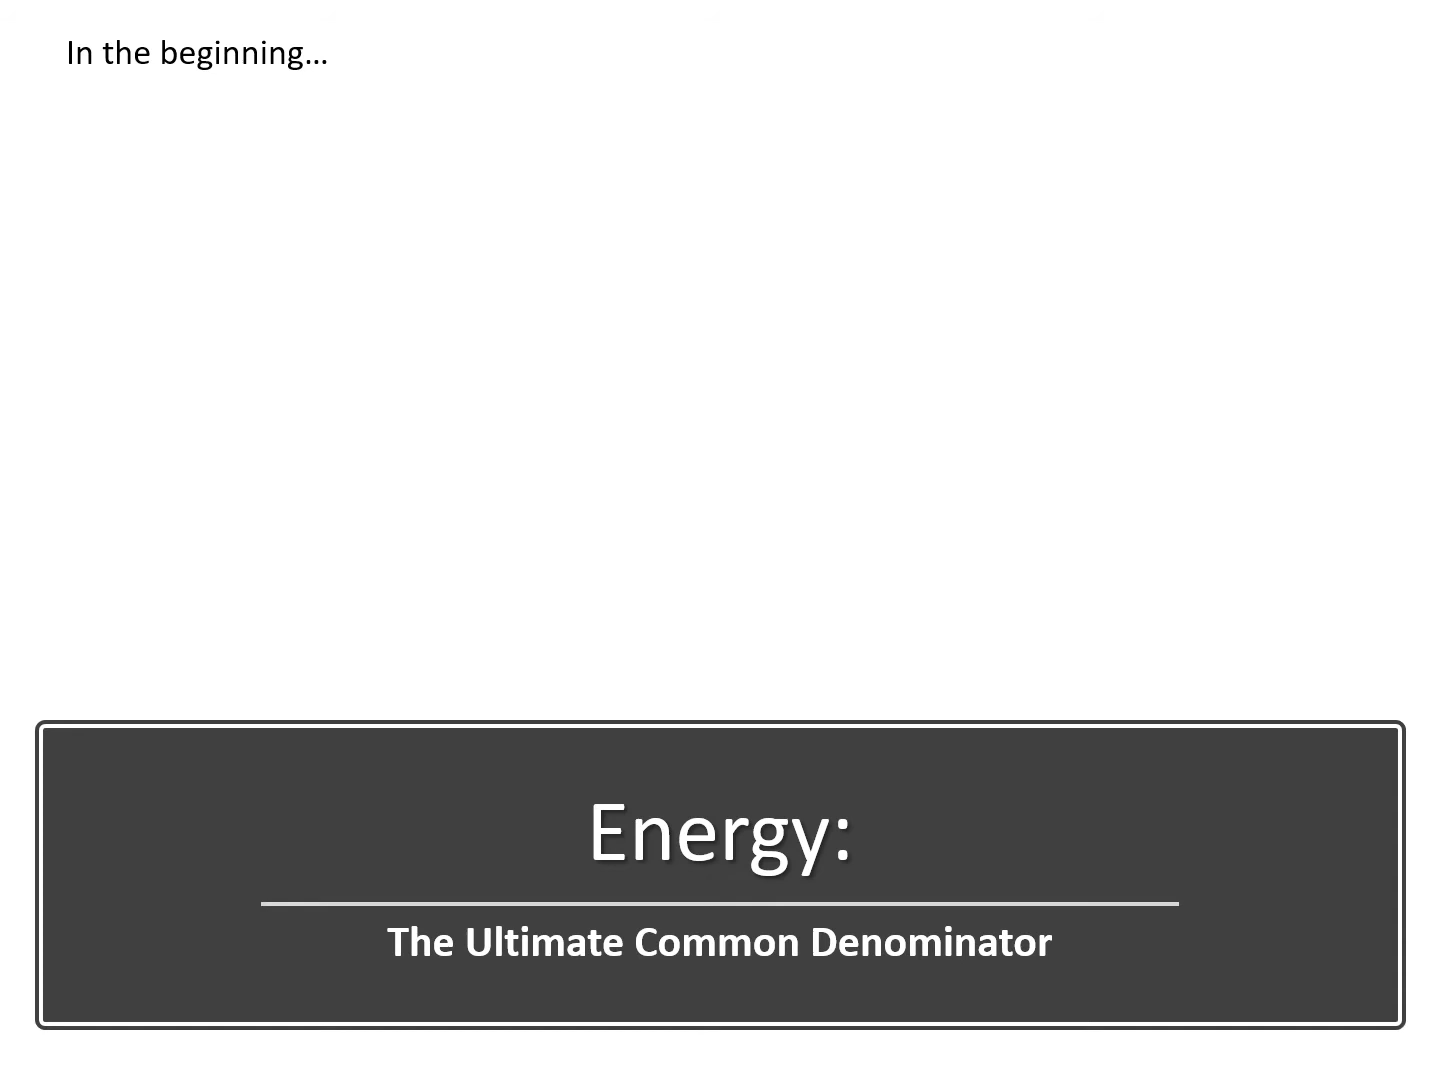 In the beginning...
Energy:
The Ultimate Common Denominator